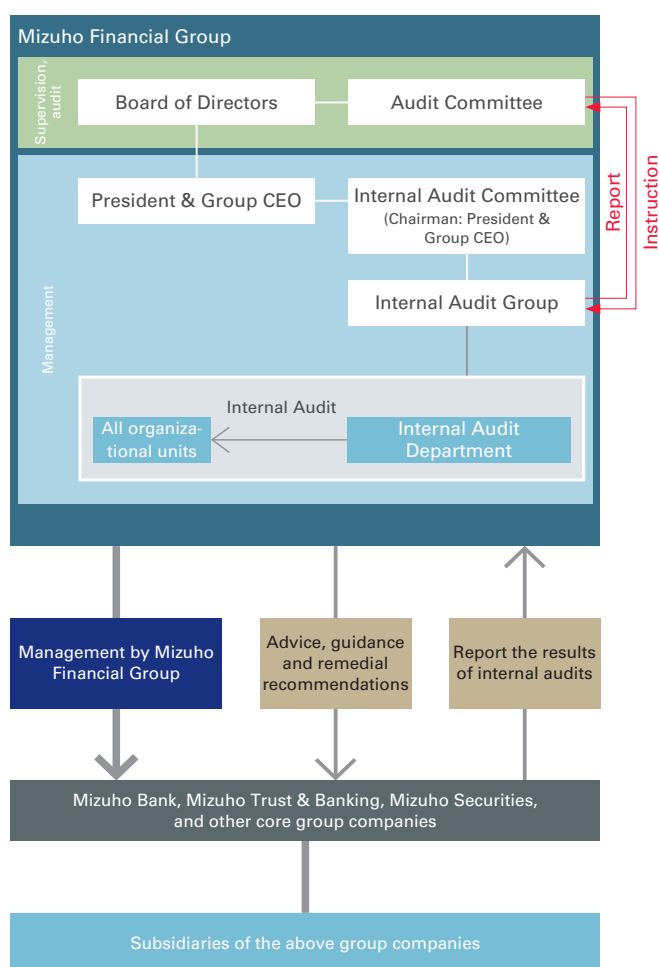 Mizuho Financial Group
Supervision,
audit
Board of Directors
Audit Committee
Report
Instruction
Management
President & Group CEO
Internal Audit Committee
(Chairman: President &
Group CEO)
Internal Audit Group
Internal Audit
All organiza-
tional units
Internal Audit
Department
Management by Mizuho
Financial Group
Advice, guidance
and remedial
recommendations
Report the results
of internal audits
Mizuho Bank, Mizuho Trust & Banking, Mizuho Securities,
and other core group companies
Subsidiaries of the above group companies